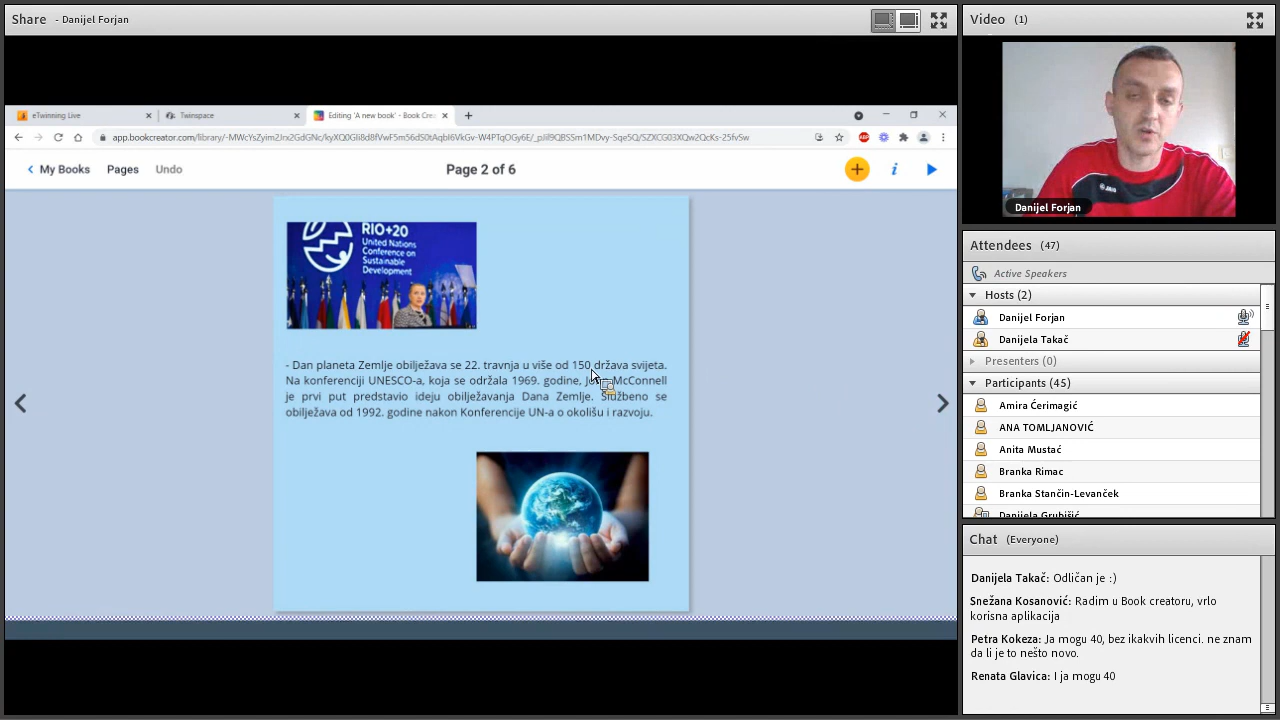 Share - Danijel Forjan
eTwinning Live
Twinspace
Editing 'A new book' - Book Crea
My Books
Pages
Undo
Page 2 of 6
RIO+20
United Nations
Conference on
Sustainable
Development
- Dan planeta Zemlje obilježava se 22. travnja u više od 150 država svijeta.
Na konferenciji UNESCO-a, koja se održala 1969. godine, McConnell
je prvi put predstavio ideju obilježavanja Dana Zemlje. Službeno se
obilježava od 1992. godine nakon Konferencije UN-a o okolišu i razvoju.
Video (1)
Danijel Forjan
Attendees (47)
Active Speakers
Hosts (2)
Danijel Forjan
Danijela Takač
Presenters (0)
Participants (45)
Amira Ćerimagić
ANA TOMLJANOVIĆ
Anita Mustać
Branka Rimac
Branka Stančin-Levanček
Danijela Grubišić
Chat (Everyone)
Danijela Takač: Odličan je :)
Snežana Kosanović: Radim u Book creatoru, vrlo
korisna aplikacija
Petra Kokeza: Ja mogu 40, bez ikakvih licenci. ne znam
da li je to nešto novo.
Renata Glavica: I ja mogu 40